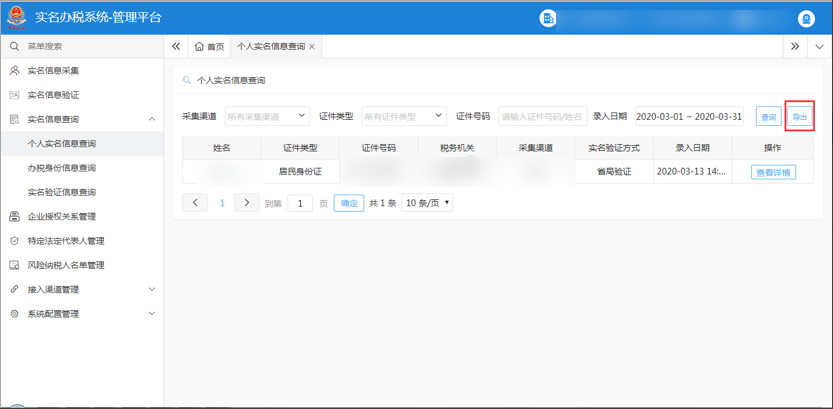 实名办税系统-管理平台
菜单搜索
首页
个人实名信息查询
实名信息采集
实名信息验证
实名信息查询
个人实名信息查询
办税身份信息查询
实名验证信息查询
企业授权关系管理
特定法定代表人管理
风险纳税人名单管理
接入渠道管理
系统配置管理
个人实名信息查询
采集渠道 所有采集渠道 证件类型 所有证件类型 证件号码 请输入证件号码/姓名 录入日期 2020-03-01 ~ 2020-03-31 查询 导出
姓名 证件类型 证件号码 税务机关 采集渠道 实名验证方式 录入日期 操作
居民身份证 省局验证 2020-03-13 14:... 查看详情
1 到第 1 页 确定 共 1 条 10 条/页